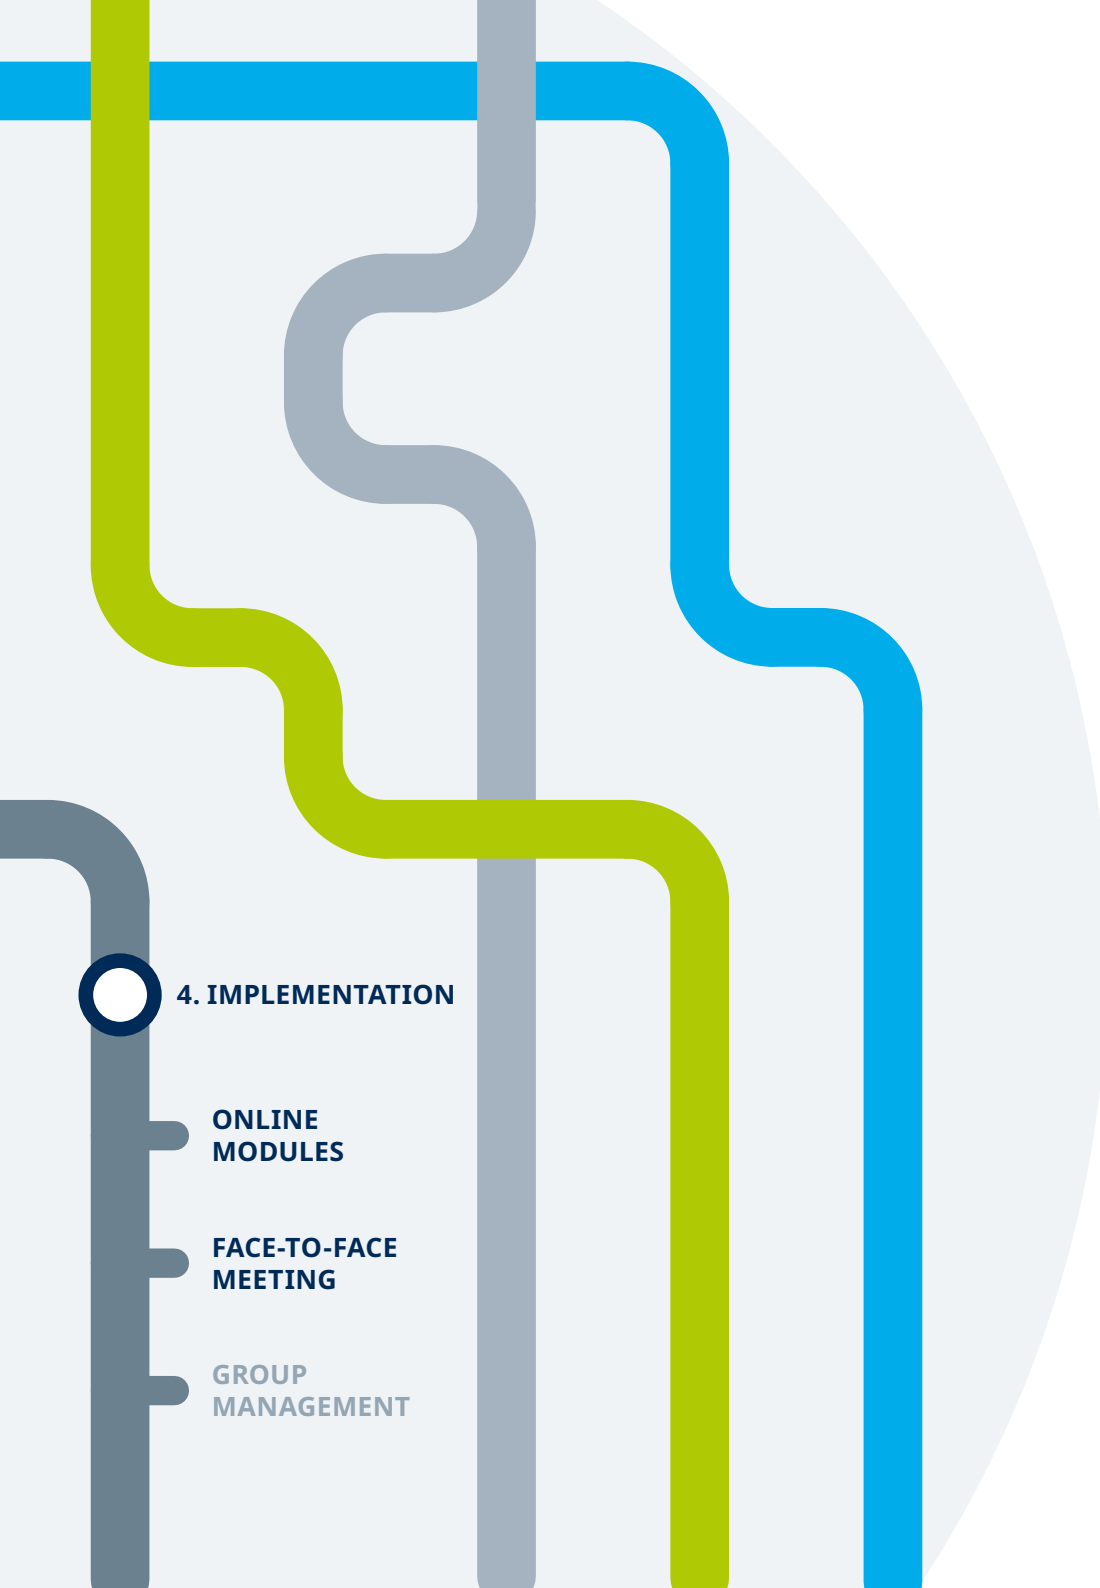 4. IMPLEMENTATION
ONLINE
MODULES
FACE-TO-FACE
MEETING
GROUP
MANAGEMENT